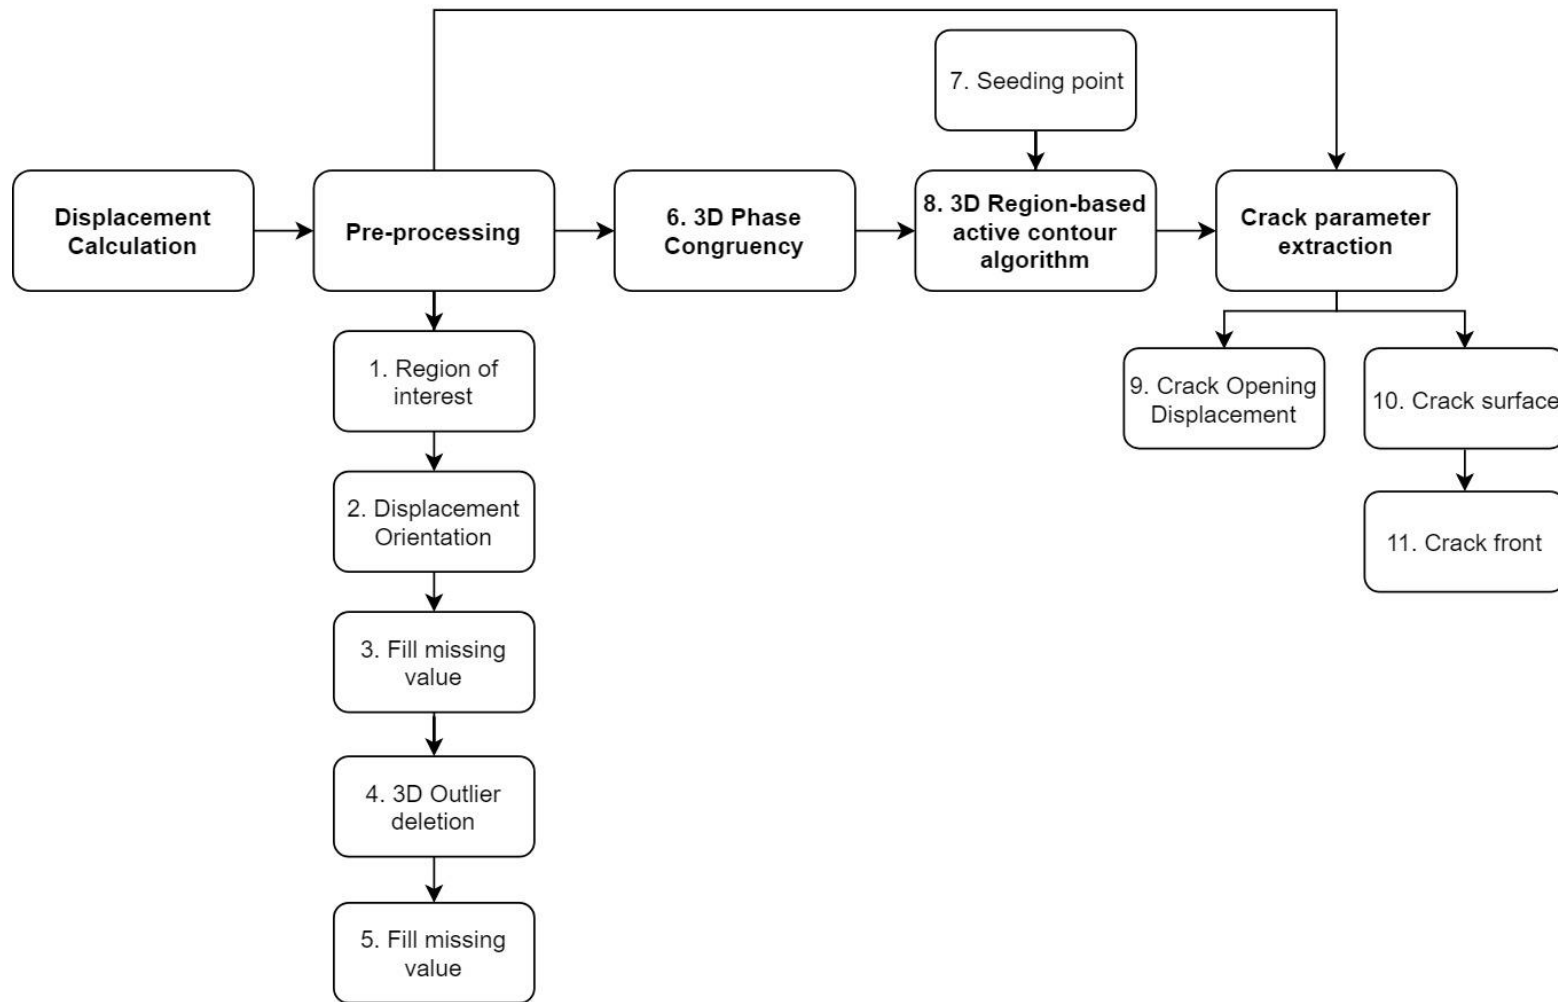 7. Seeding point
Displacement
Calculation
Pre-processing
6. 3D Phase
Congruency
8. 3D Region-based
active contour
algorithm
Crack parameter
extraction
1. Region of
interest
2. Displacement
Orientation
3. Fill missing
value
4. 3D Outlier
deletion
5. Fill missing
value
9. Crack Opening
Displacement
10. Crack surface
11. Crack front